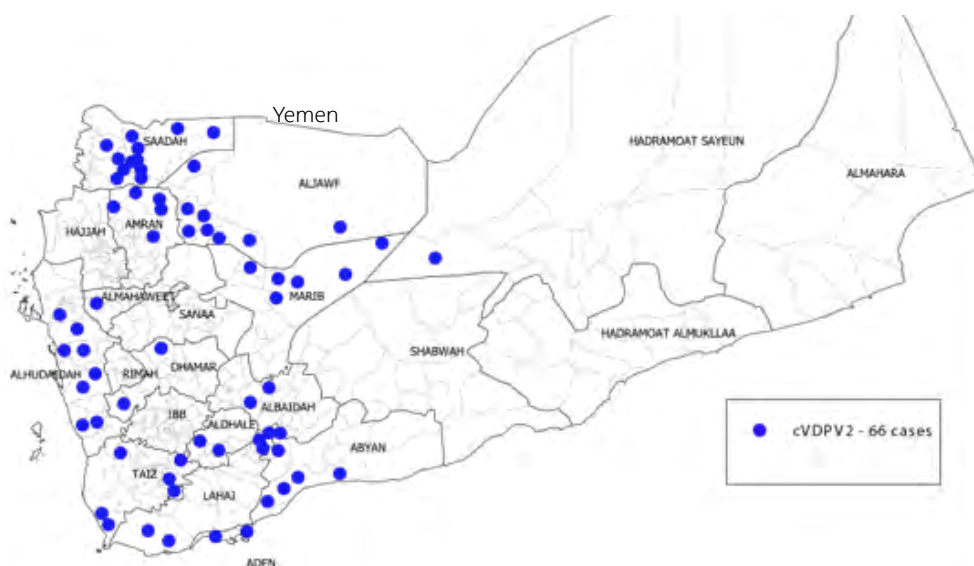 Yemen
SAADAH
HADRAMOAT SAYEUN
ALJAWF
ALMAHARA
AMRAN
HAJJAH
ALMAHAWEET
MARIB
SANAA
HADRAMOAT ALMUKLLAA
SHABWAH
ALHUDAIDAH
RIMAH
DHAMAR
IBB
ALBAIDAH
ALDHALE
cVDPV2 - 66 cases
ABYAN
TAIZ
LAHAJ
ADEN